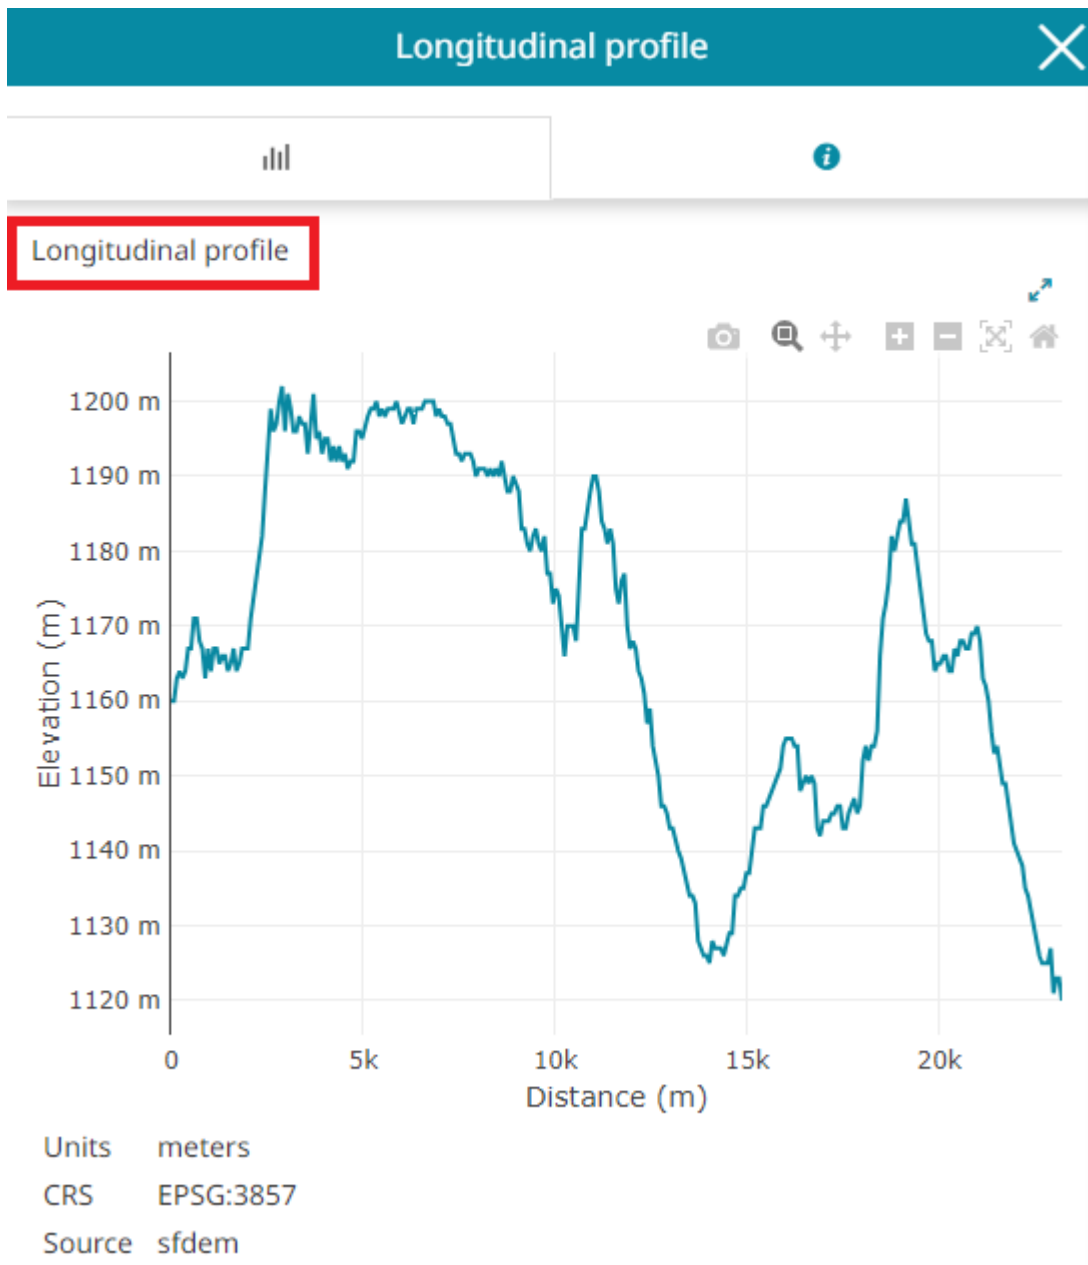 Longitudinal profile
Longitudinal profile
1200 m
1190 m
1180 m
1170 m
1160 m
1150 m
1140 m
1130 m
1120 m
Elevation (m)
0 5k 10k 15k 20k
Distance (m)
Units meters
CRS EPSG:3857
Source sfdem